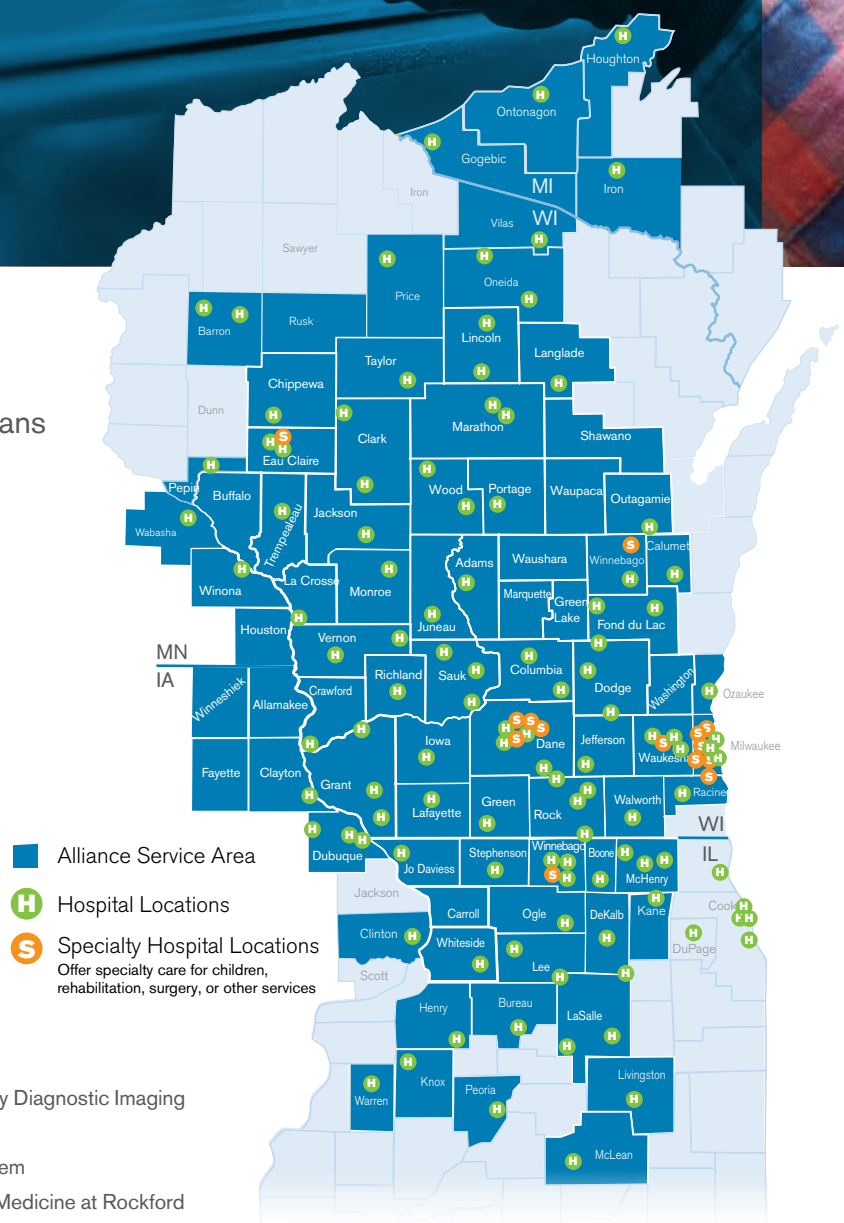 Houghton
Ontonagon
Gogebic
MI
Iron
Iron
Vilas
WI
Sawyer
Oneida
Price
Barron
Rusk
Lincoln
Langlade
Taylor
Chippewa
ans
Dunn
Clark
Marathon
Shawano
Eau Claire
Pepin
Buffalo
Wood
Portage
Waupaca
Outagamie
Jackson
Trempealeau
Wabasha
Adams
Waushara
Winnebago
Calumet
La Crosse
Winona
Monroe
Marquette
Green
Lake
Juneau
Fond du Lac
Houston
Vernon
MN
IA
Richland
Sauk
Columbia
Dodge
Washington
Ozaukee
Winneshiek
Allamakee
Crawford
Iowa
Dane
Jefferson
Waukesha
Milwaukee
Fayette
Clayton
Grant
Lafayette
Green
Rock
Walworth
Racine
WI
IL
Dubuque
Jo Daviess
Stephenson
Winnebago
Boone
McHenry
Alliance Service Area
H Hospital Locations
S Specialty Hospital Locations
Offer specialty care for children,
rehabilitation, surgery, or other services
Jackson
Carroll
Ogle
DeKalb
Kane
Cook
Clinton
Whiteside
DuPage
Scott
Lee
Henry
Bureau
LaSalle
Knox
Peoria
Livingston
Warren
McLean
y Diagnostic Imaging
em
Medicine at Rockford